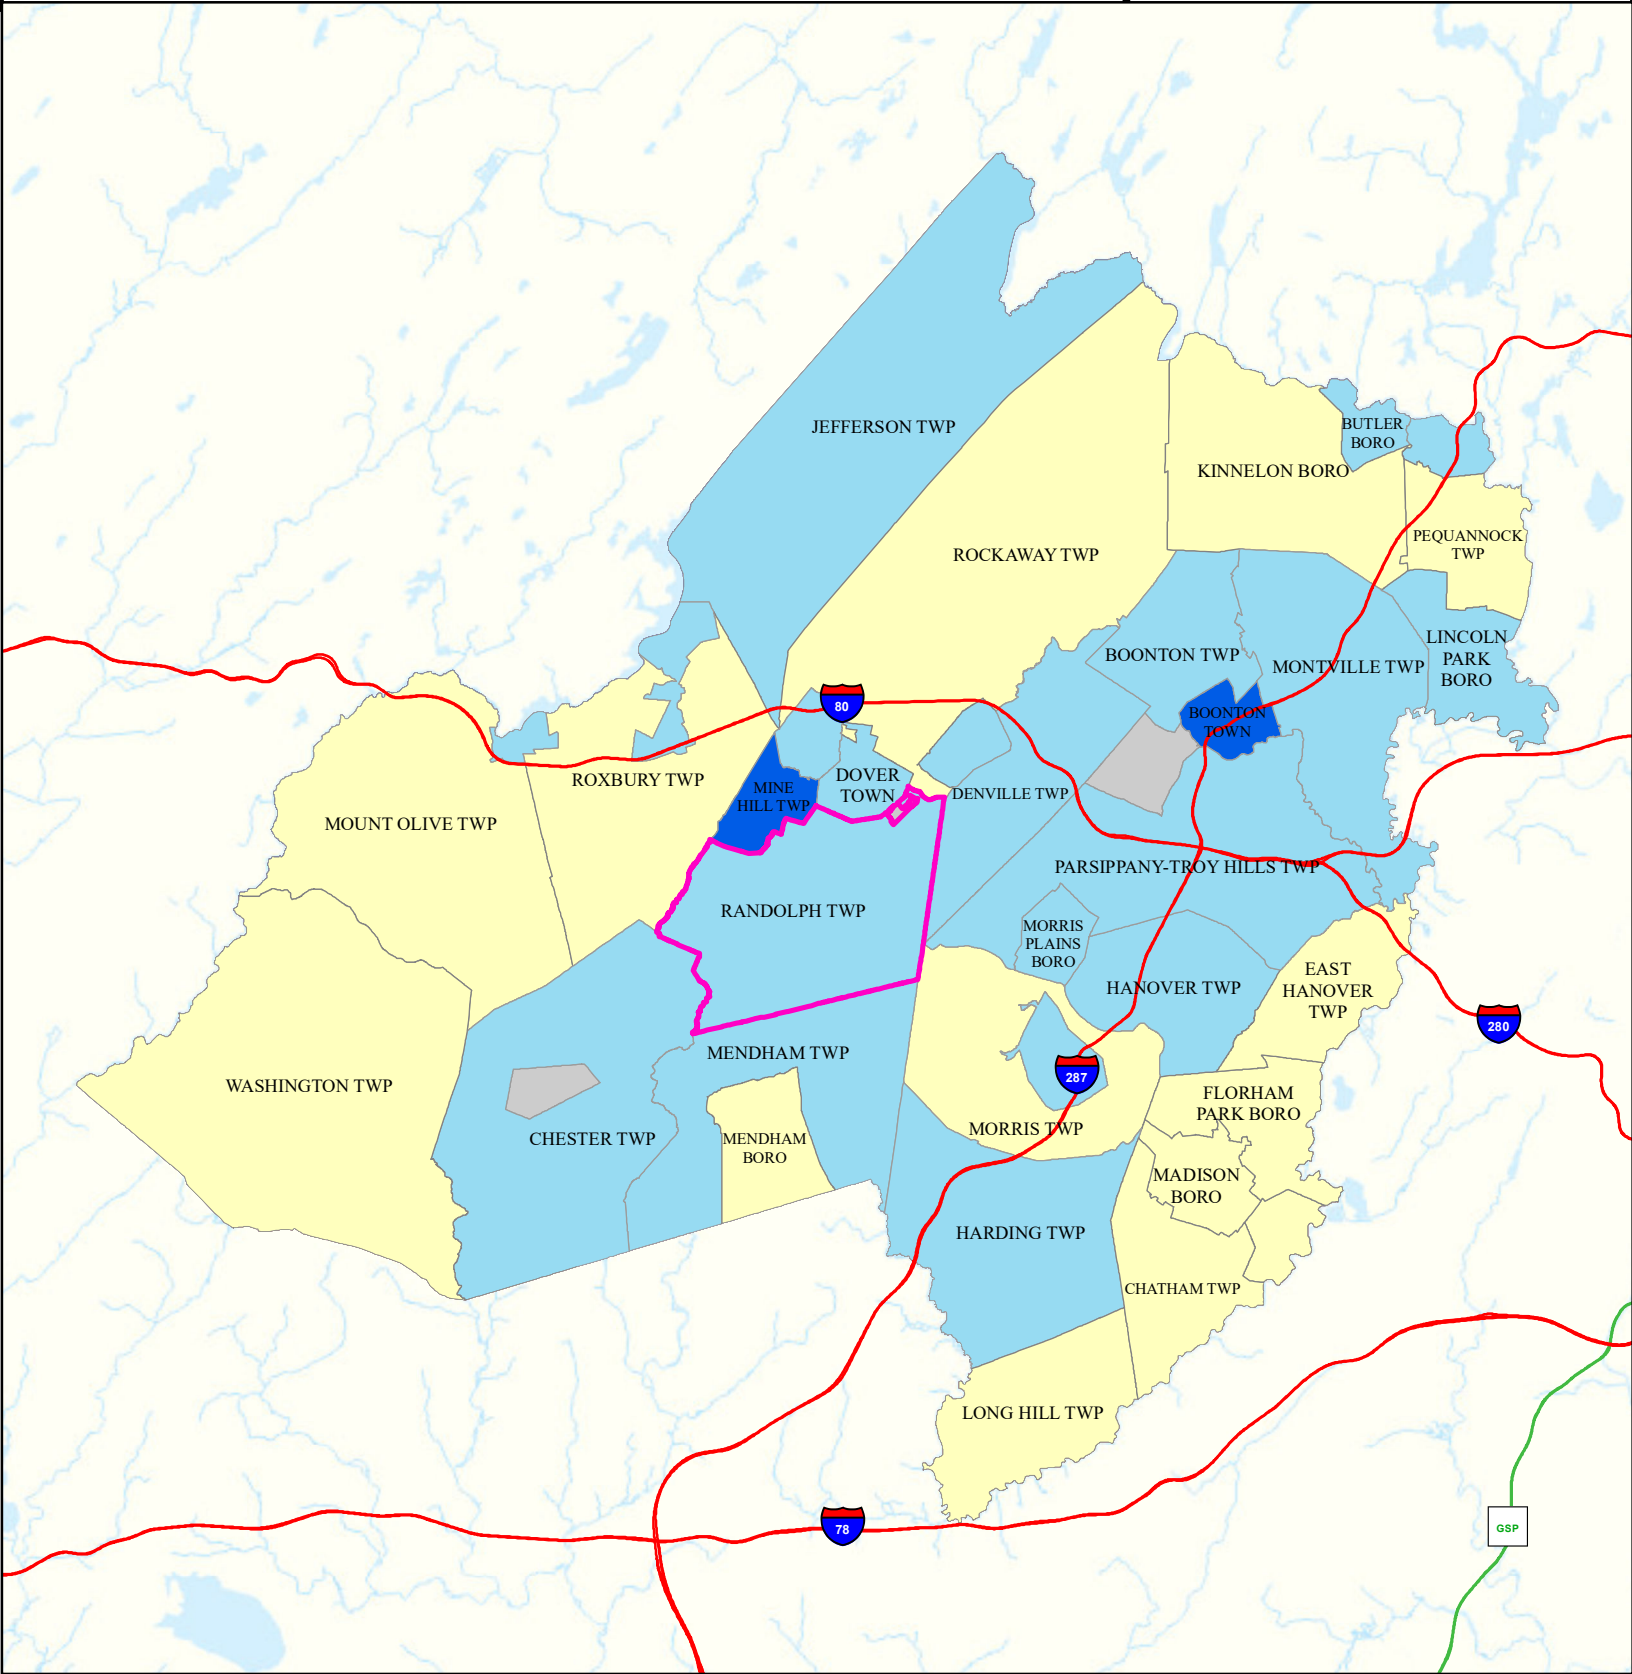 JEFFERSON TWP
BUTLER
BORO
KINNELON BORO
PEQUANNOCK
TWP
ROCKAWAY TWP
LINCOLN
PARK
BORO
BOONTON TWP
MONTVILLE TWP
80
BOONTON
TOWN
ROXBURY TWP
DOVER
TOWN
MINE
HILL TWP
DENVILLE TWP
MOUNT OLIVE TWP
PARSIPPANY-TROY HILLS TWP
RANDOLPH TWP
MORRIS
PLAINS
BORO
EAST
HANOVER
TWP
HANOVER TWP
280
MENDHAM TWP
287
WASHINGTON TWP
FLORHAM
PARK BORO
MORRIS TWP
CHESTER TWP
MENDHAM
BORO
MADISON
BORO
HARDING TWP
CHATHAM TWP
LONG HILL TWP
78
GSP